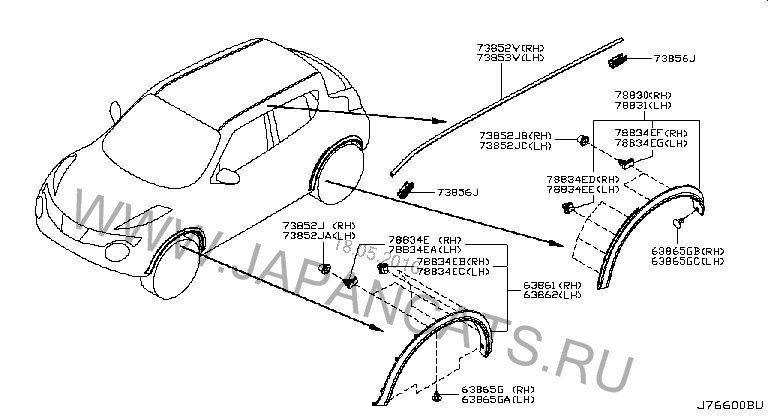 73852V(RH)
73853V(LH)
73856J
78830(RH)
78831(LH)
73852JB(RH)
73852JC(LH)
78834EF(RH)
78834EG(LH)
78834ED(RH)
78834EE(LH)
73856J
73852J (RH)
73852JA(LH)
78834E (RH)
78834EA(LH)
78834EB(RH)
78834EC(LH)
63865GB(RH)
63865GC(LH)
63861 (RH)
63862(LH)
63865G (RH)
63865GA(LH)
J76600BU
WWW.JAPANCATS.RU
18.05.2016